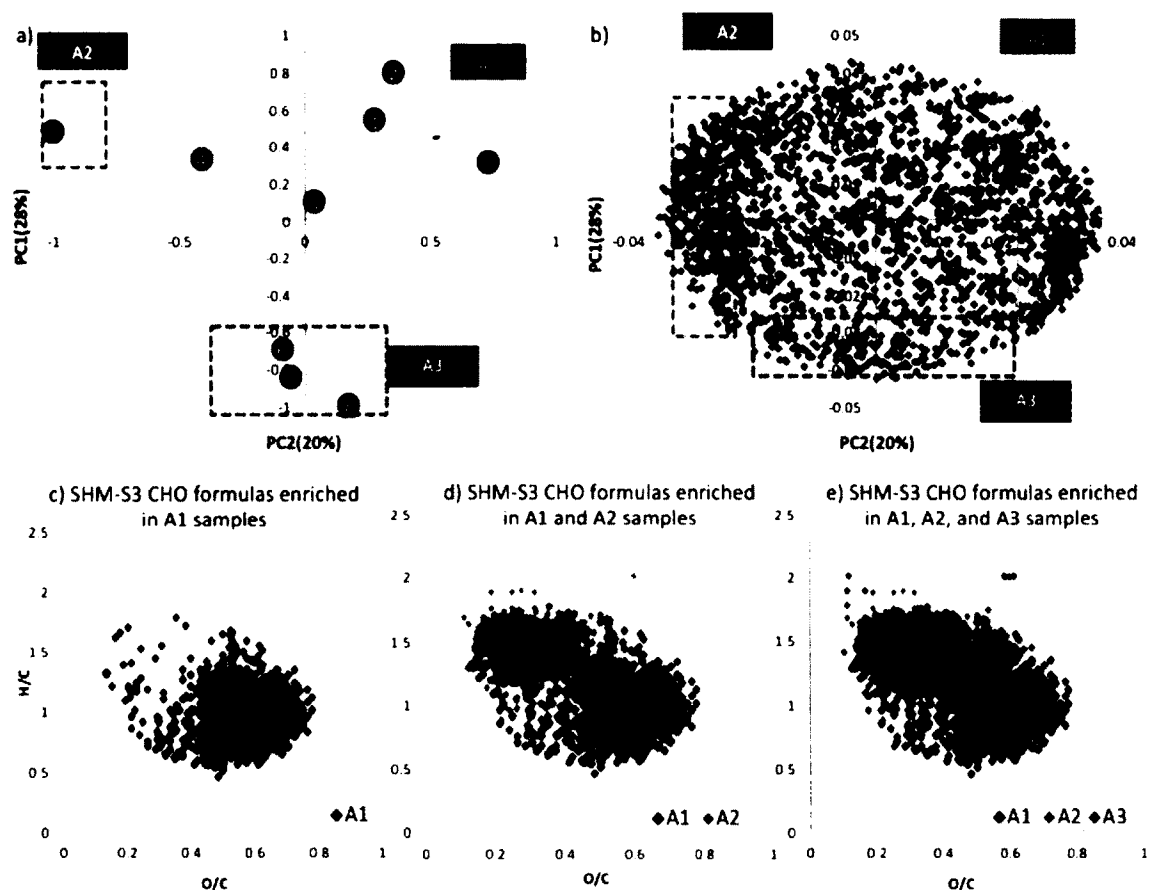 a)
A2
1
0.8
0.6
0.4
0.2
0
-1
-0.5
0
0.5
1
-0.2
-0.4
-0.6
A3
-1
PC1(28%)
PC2(20%)
b)
A2
0.05
-0.04
0.04
-0.05
A3
PC1(28%)
PC2(20%)
c) SHM-S3 CHO formulas enriched
in A1 samples
2 5
2
1 5
1
0 5
0
H/C
◆A1
0
0.2
0.4
0.6
0.8
1
O/C
d) SHM-S3 CHO formulas enriched
in A1 and A2 samples
2 5
2
1 5
1
0 5
0
◆A1 ◆A2
0
0.2
0.4
0.6
0.8
1
O/C
e) SHM-S3 CHO formulas enriched
in A1, A2, and A3 samples
2 5
2
1 5
1
0 5
0
◆A1 ◆A2 ◆A3
0
0.2
0.4
0.6
0.8
1
O/C